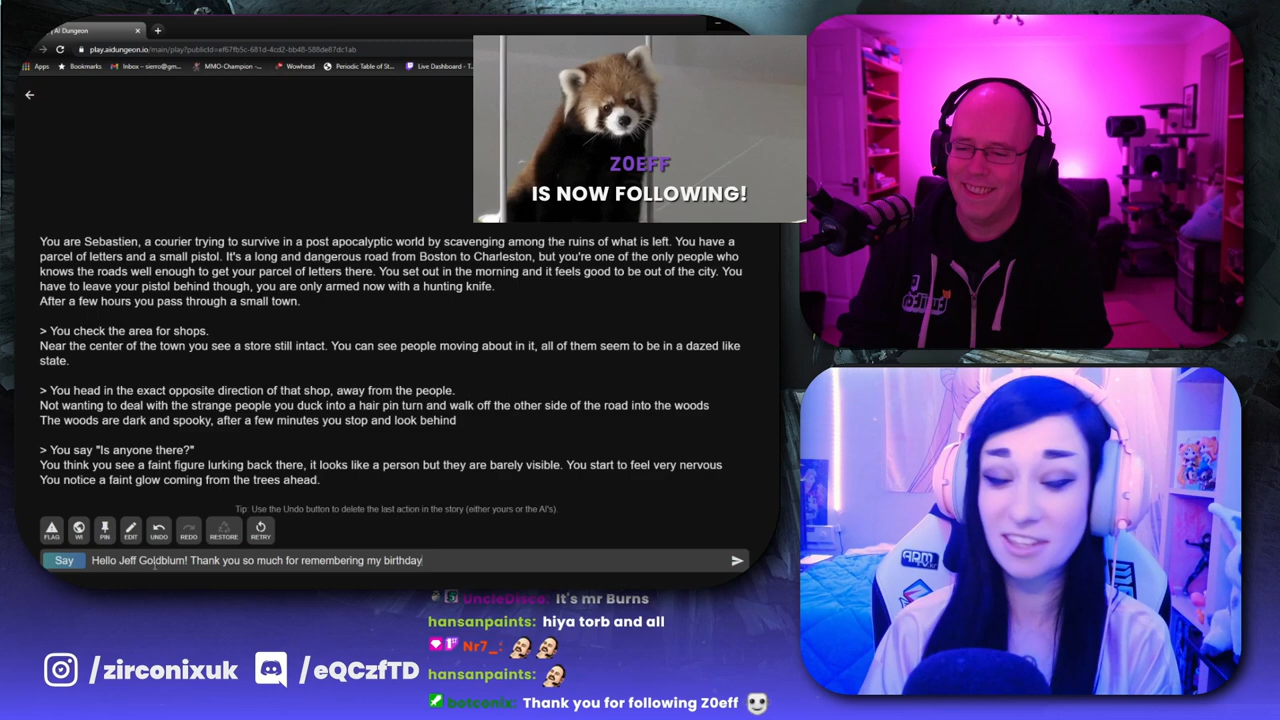 AI Dungeon
play.aidungeon.io/main/play?publicId=ef67fb5c-681d-4cd2-bb48-588de87dc1ab
Apps Bookmarks Inbox – sierro@gm... MMO-Champion -... Wowhead Periodic Table of St... Live Dashboard - T...
Z0EFF
IS NOW FOLLOWING!
You are Sebastien, a courier trying to survive in a post apocalyptic world by scavenging among the ruins of what is left. You have a
parcel of letters and a small pistol. It's a long and dangerous road from Boston to Charleston, but you're one of the only people who
knows the roads well enough to get your parcel of letters there. You set out in the morning and it feels good to be out of the city. You
have to leave your pistol behind though, you are only armed now with a hunting knife.
After a few hours you pass through a small town.
> You check the area for shops.
Near the center of the town you see a store still intact. You can see people moving about in it, all of them seem to be in a dazed like
state.
> You head in the exact opposite direction of that shop, away from the people.
Not wanting to deal with the strange people you duck into a hair pin turn and walk off the other side of the road into the woods
The woods are dark and spooky, after a few minutes you stop and look behind
> You say "Is anyone there?"
You think you see a faint figure lurking back there, it looks like a person but they are barely visible. You start to feel very nervous
You notice a faint glow coming from the trees ahead.
Tip: Use the Undo button to delete the last action in the story (either yours or the AI's).
FLAG WI PIN EDIT UNDO REDO RESTORE RETRY
Say Hello Jeff Goldblum! Thank you so much for remembering my birthday
UncleDisco: It's mr Burns
hansanpaints: hiya torb and all
Nr7_:
hansanpaints:
botconix: Thank you for following Z0eff
/zirconixuk /eQCzfTD